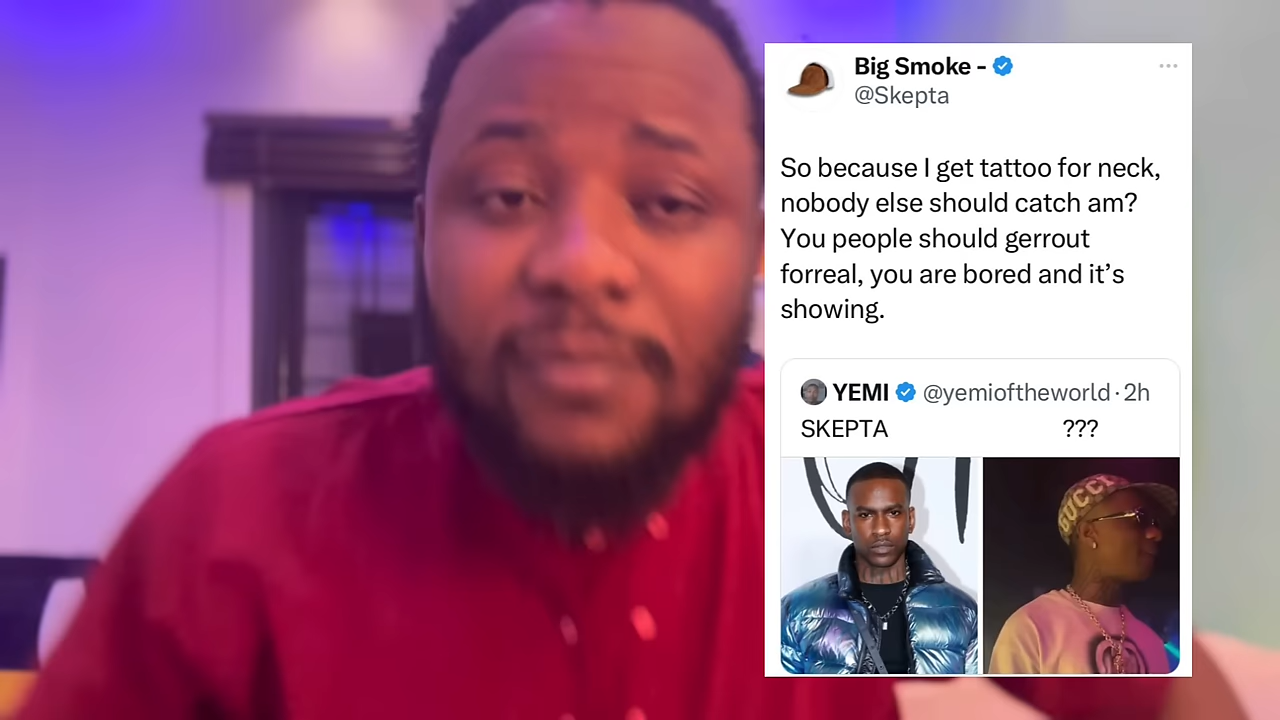 Big Smoke -
@Skepta
So because I get tattoo for neck,
nobody else should catch am?
You people should gerrout
forreal, you are bored and it’s
showing.
YEMI @yemioftheworld · 2h
SKEPTA ???
GUCCI